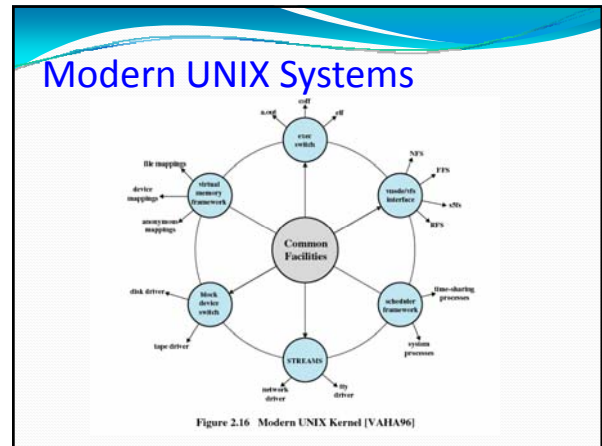 Modern UNIX Systems
coff
a.out
elf
exec
switch
file mappings
device
mappings
anonymous
mappings
virtual
memory
framework
NFS
FFS
s5fs
RFS
vnode/vfs
interface
Common
Facilities
disk driver
tape driver
block
device
switch
scheduler
framework
time-sharing
processes
system
processes
STREAMS
network
driver
tty
driver
Figure 2.16 Modern UNIX Kernel [VAHA96]